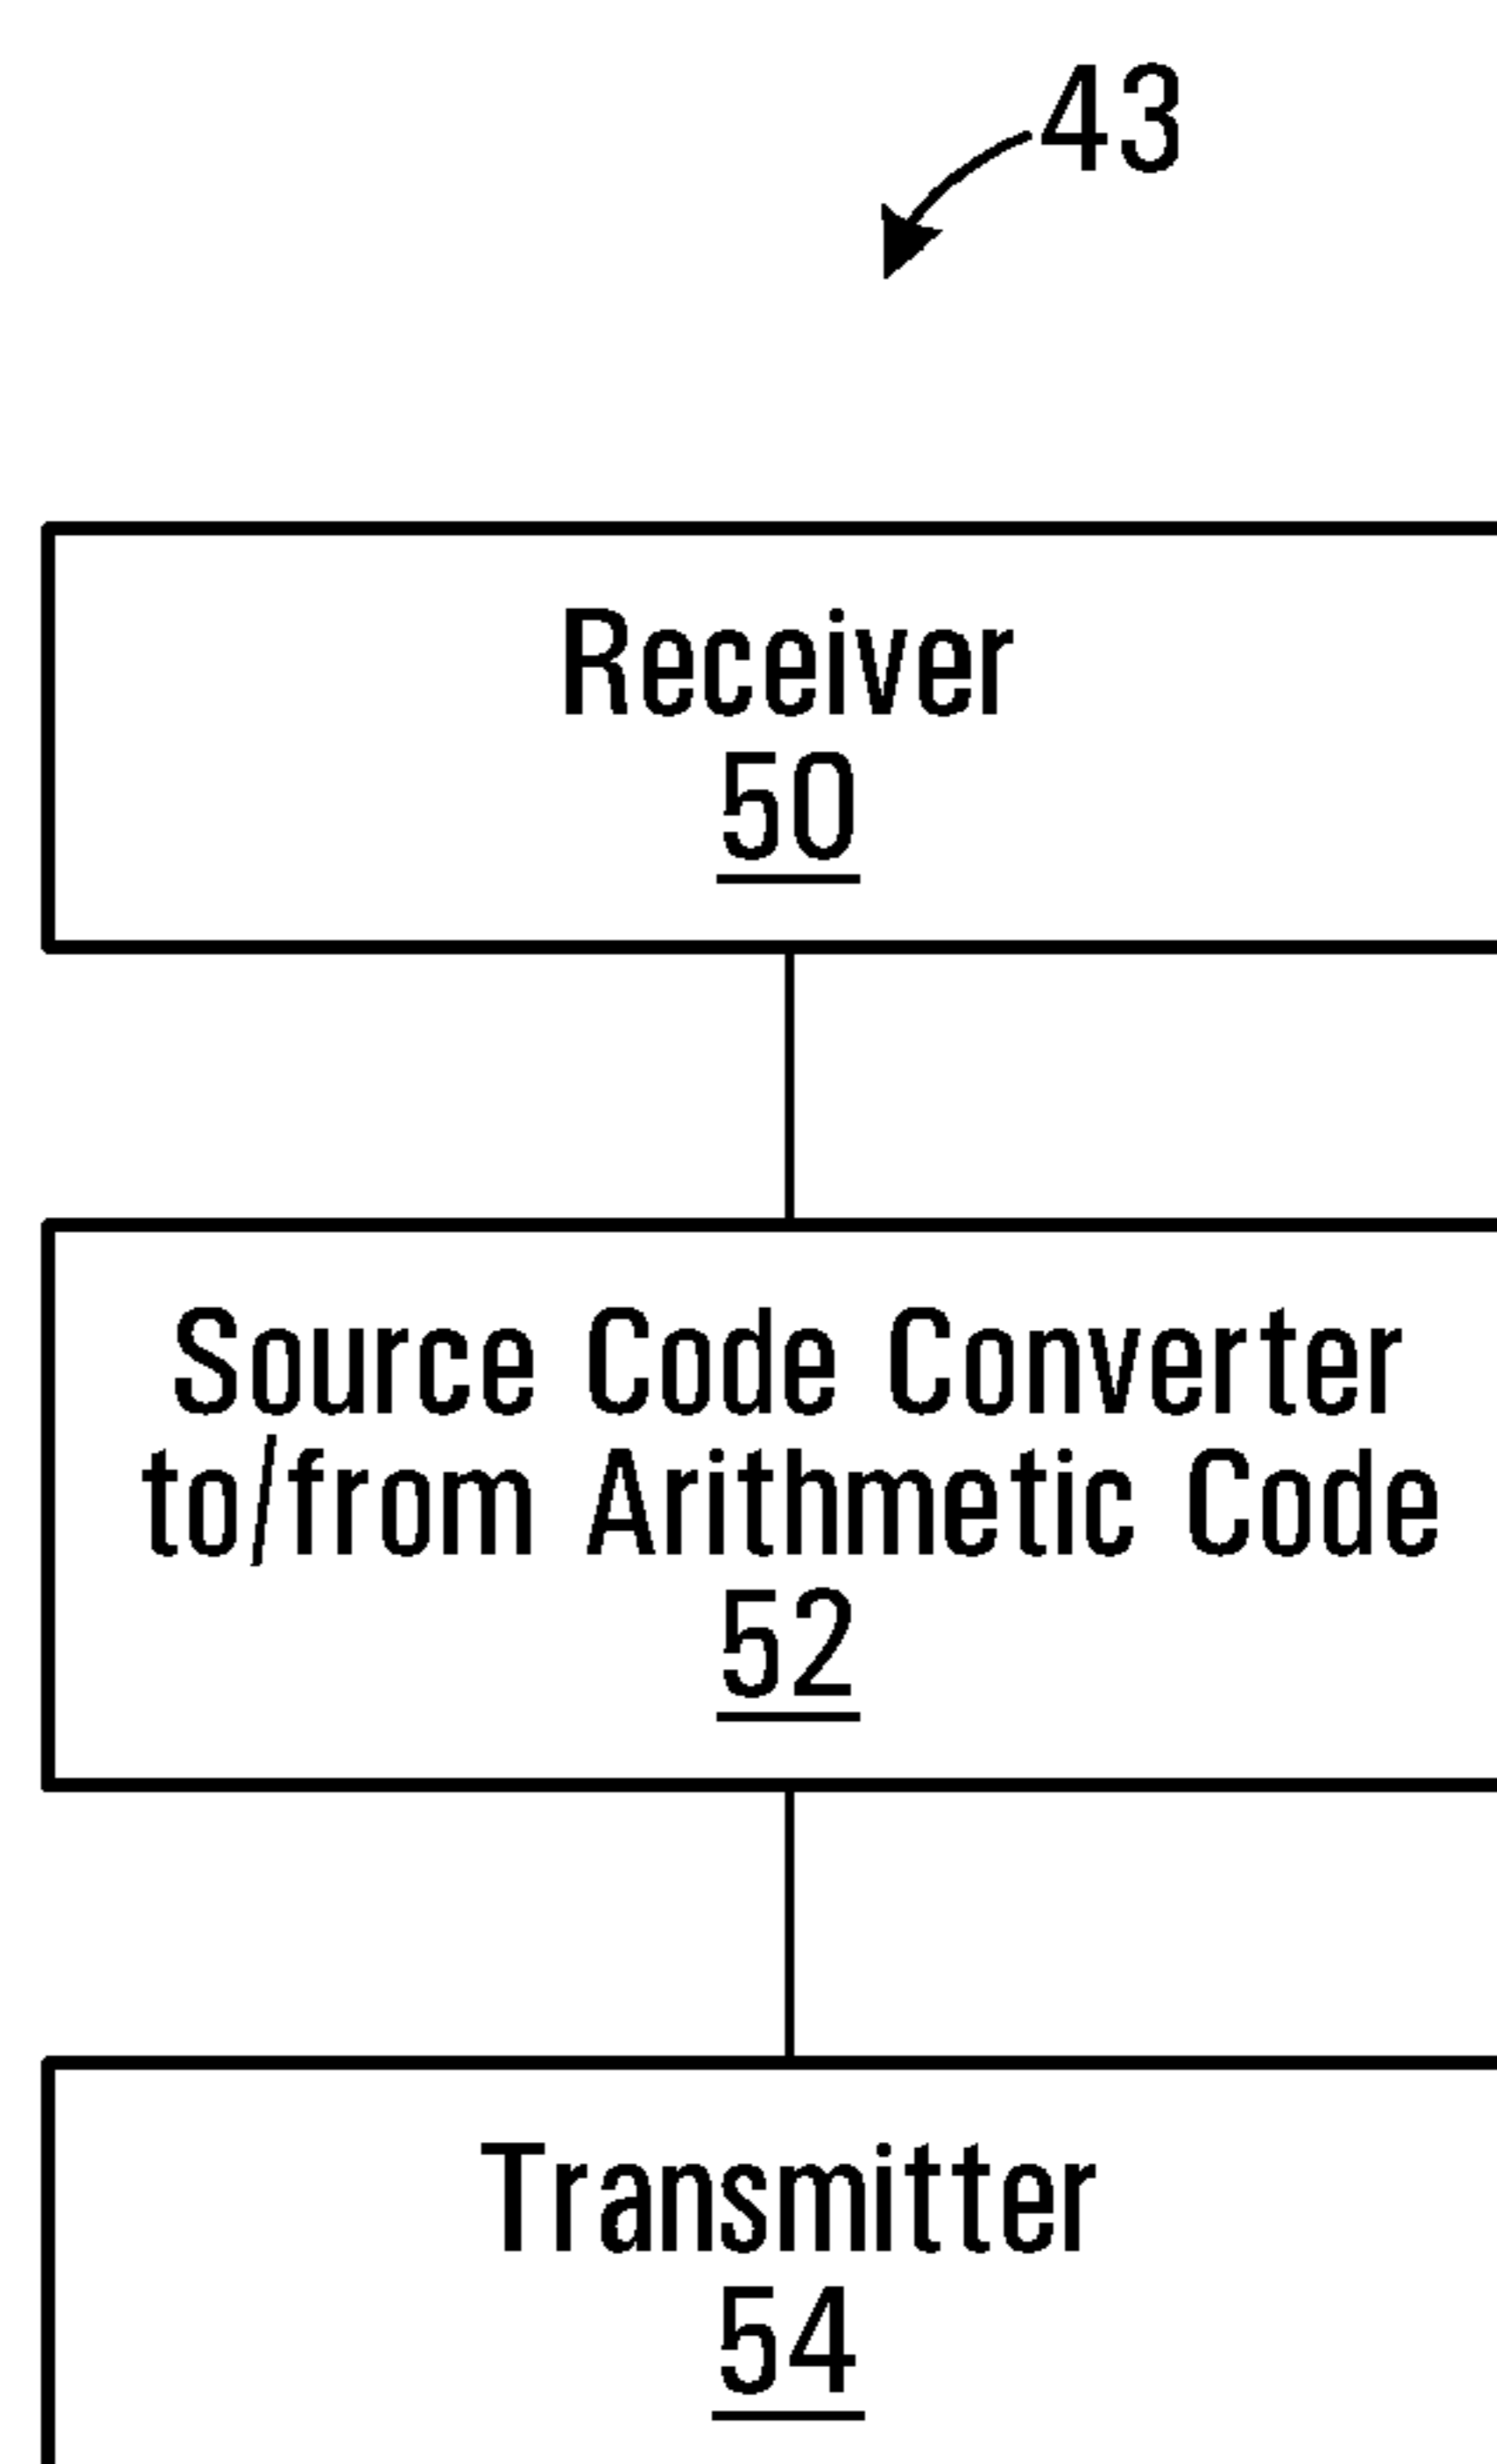 43
Receiver
50
Source Code Converter
to/from Arithmetic Code
52
Transmitter
54